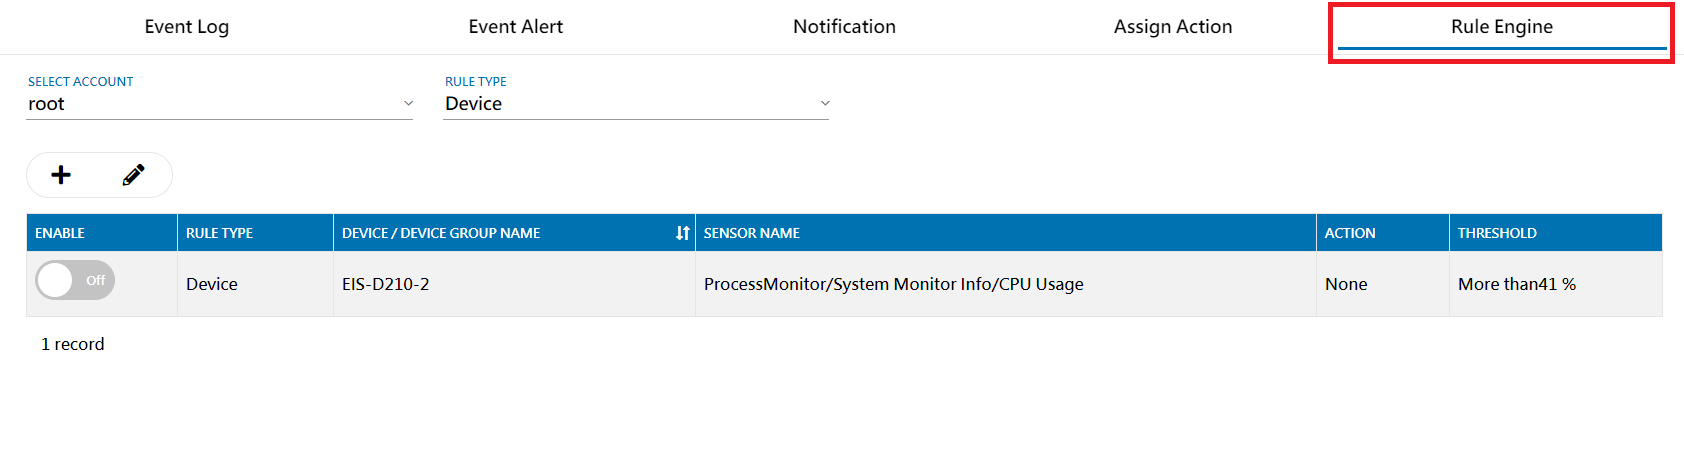 Event Log Event Alert Notification Assign Action Rule Engine
SELECT ACCOUNT RULE TYPE
root Device
ENABLE RULE TYPE DEVICE / DEVICE GROUP NAME SENSOR NAME ACTION THRESHOLD
Off Device EIS-D210-2 ProcessMonitor/System Monitor Info/CPU Usage None More than41 %
1 record